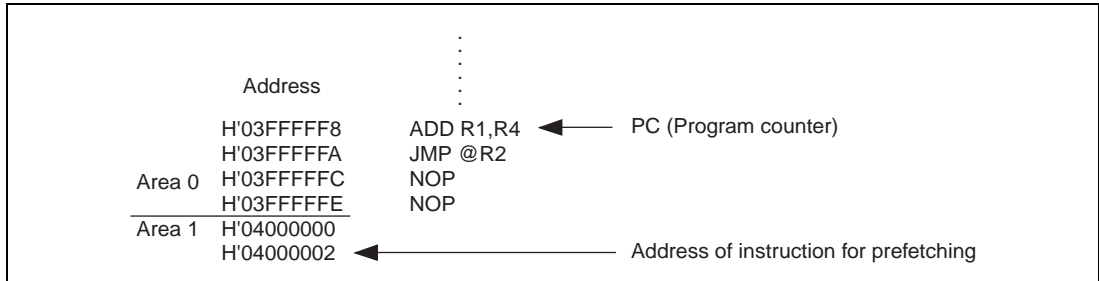 Address
H'03FFFFF8 ADD R1,R4 PC (Program counter)
H'03FFFFFA JMP @R2
Area 0 H'03FFFFFC NOP
H'03FFFFFE NOP
Area 1 H'04000000
H'04000002 Address of instruction for prefetching